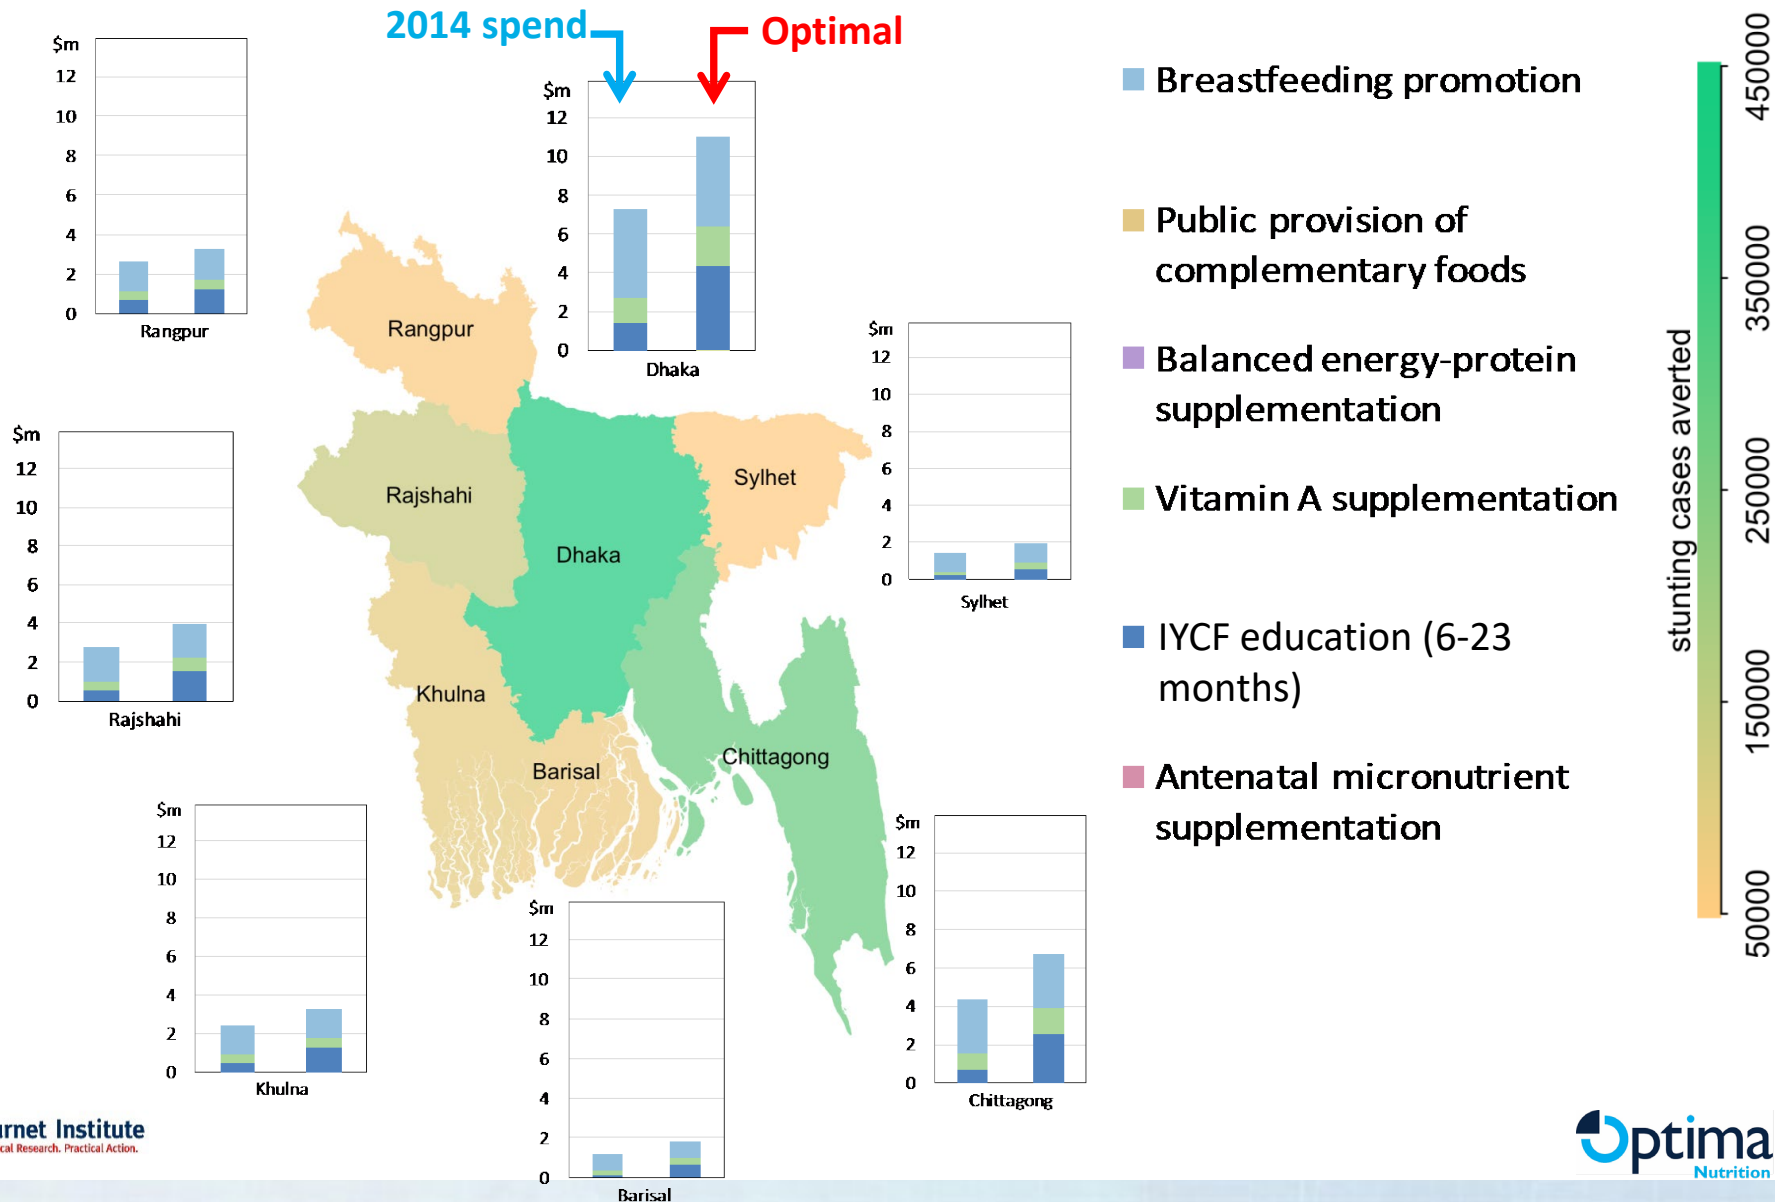 2014 spend
Optimal
$m
12
10
8
6
4
2
0
Rangpur
$m
12
10
8
6
4
2
0
Dhaka
$m
12
10
8
6
4
2
0
Rajshahi
$m
12
10
8
6
4
2
0
Sylhet
$m
12
10
8
6
4
2
0
Khulna
$m
12
10
8
6
4
2
0
Barisal
$m
12
10
8
6
4
2
0
Chittagong
Rangpur
Rajshahi
Dhaka
Sylhet
Khulna
Barisal
Chittagong
Breastfeeding promotion
Public provision of
complementary foods
Balanced energy-protein
supplementation
Vitamin A supplementation
IYCF education (6-23
months)
Antenatal micronutrient
supplementation
stunting cases averted
450000
350000
250000
150000
50000
urnet Institute
cal Research. Practical Action.
Optima
Nutrition